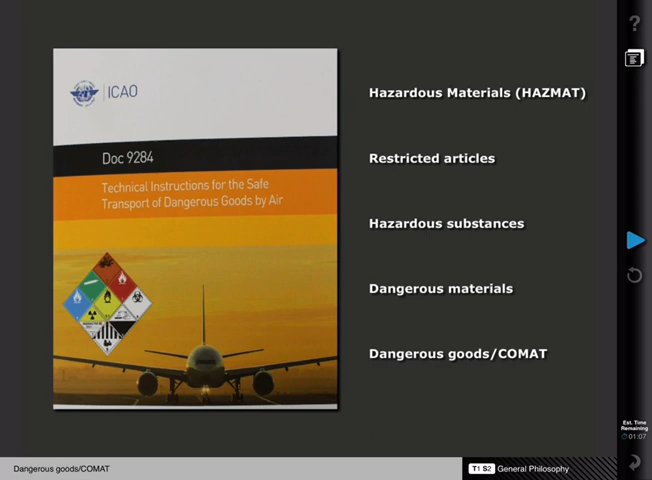 ICAO
Doc 9284
Technical Instructions for the Safe
Transport of Dangerous Goods by Air
Hazardous Materials (HAZMAT)
Restricted articles
Hazardous substances
Dangerous materials
Dangerous goods/COMAT
?
Est. Time
Remaining
01:07
Dangerous goods/COMAT
T1 S2 General Philosophy